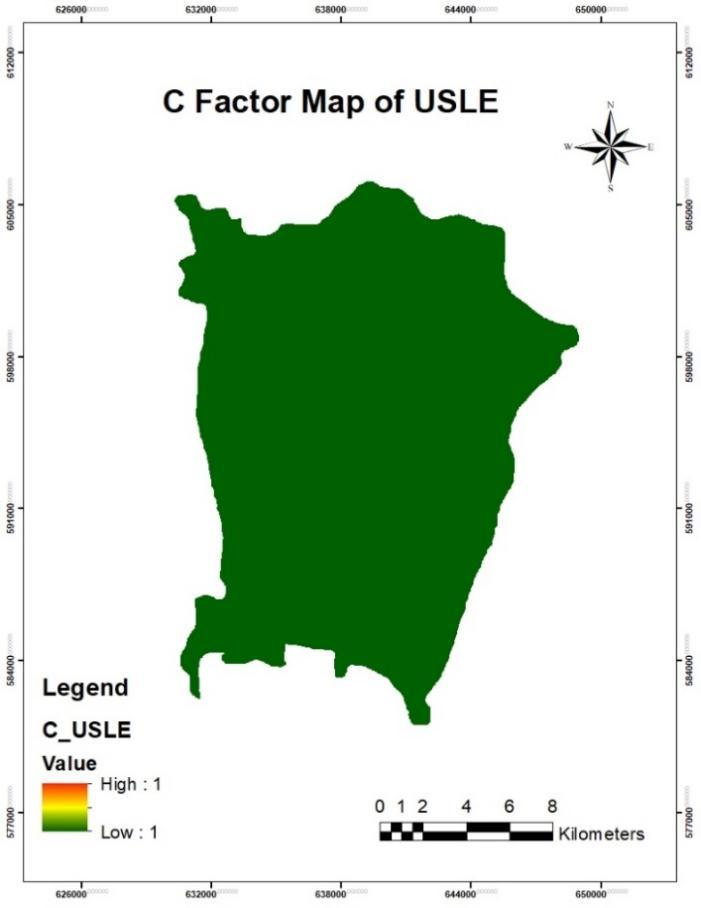 626000 632000 638000 644000 650000
612000 612000
C Factor Map of USLE
N
W E
S
605000 605000
598000 598000
591000 591000
584000 584000
Legend
C_USLE
Value
High : 1
Low : 1
0 1 2 4 6 8
Kilometers
577000 577000
626000 632000 638000 644000 650000